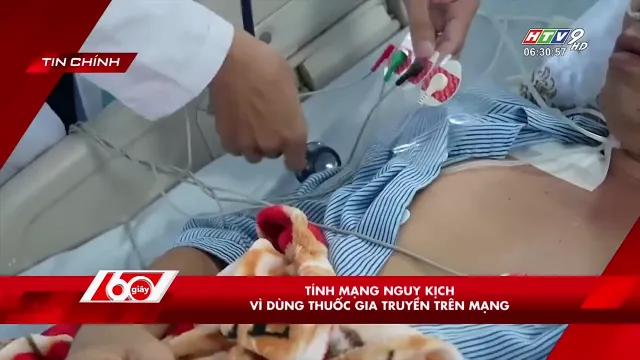 TIN CHÍNH
HTV9 HD
06:30:57
60 giây
TÍNH MẠNG NGUY KỊCH
VÌ DÙNG THUỐC GIA TRUYỀN TRÊN MẠNG